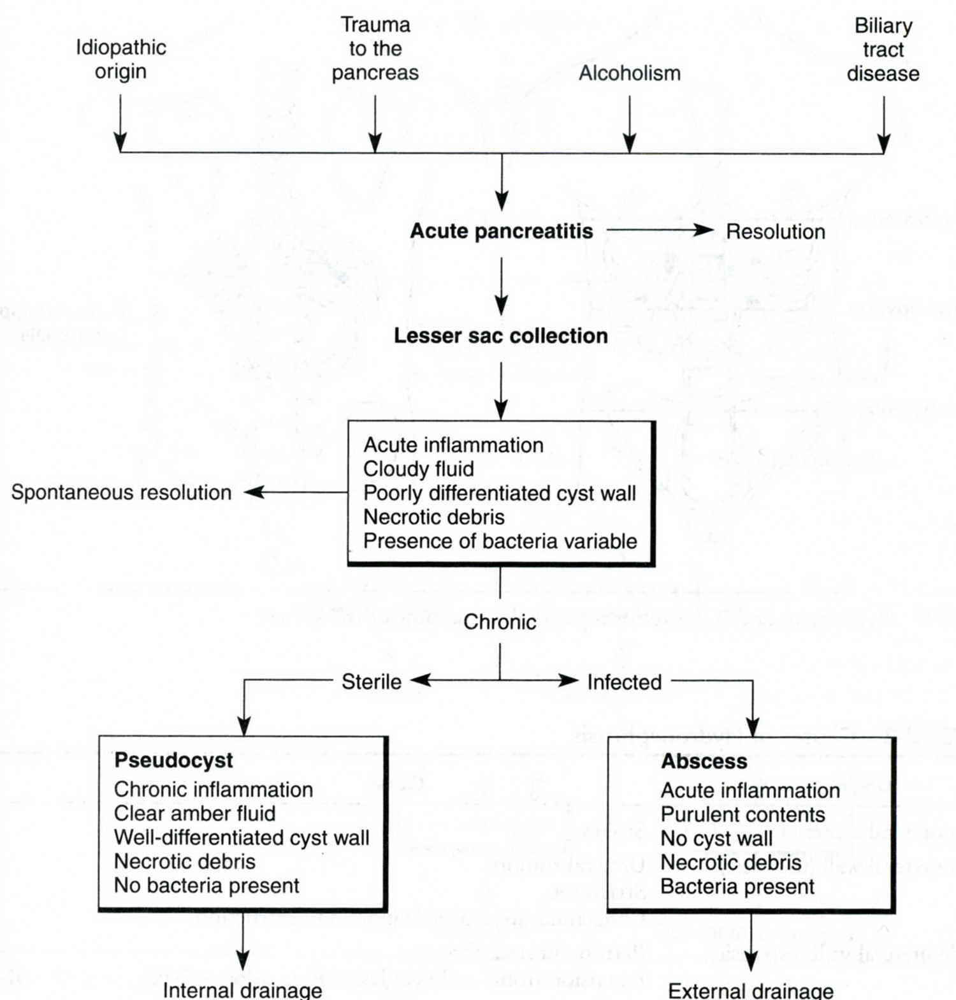 Idiopathic
origin
Trauma
to the
pancreas
Alcoholism
Biliary
tract
disease
Acute pancreatitis
Resolution
Lesser sac collection
Acute inflammation
Cloudy fluid
Poorly differentiated cyst wall
Necrotic debris
Presence of bacteria variable
Spontaneous resolution
Chronic
Sterile
Infected
Pseudocyst
Chronic inflammation
Clear amber fluid
Well-differentiated cyst wall
Necrotic debris
No bacteria present
Abscess
Acute inflammation
Purulent contents
No cyst wall
Necrotic debris
Bacteria present
Internal drainage
External drainage